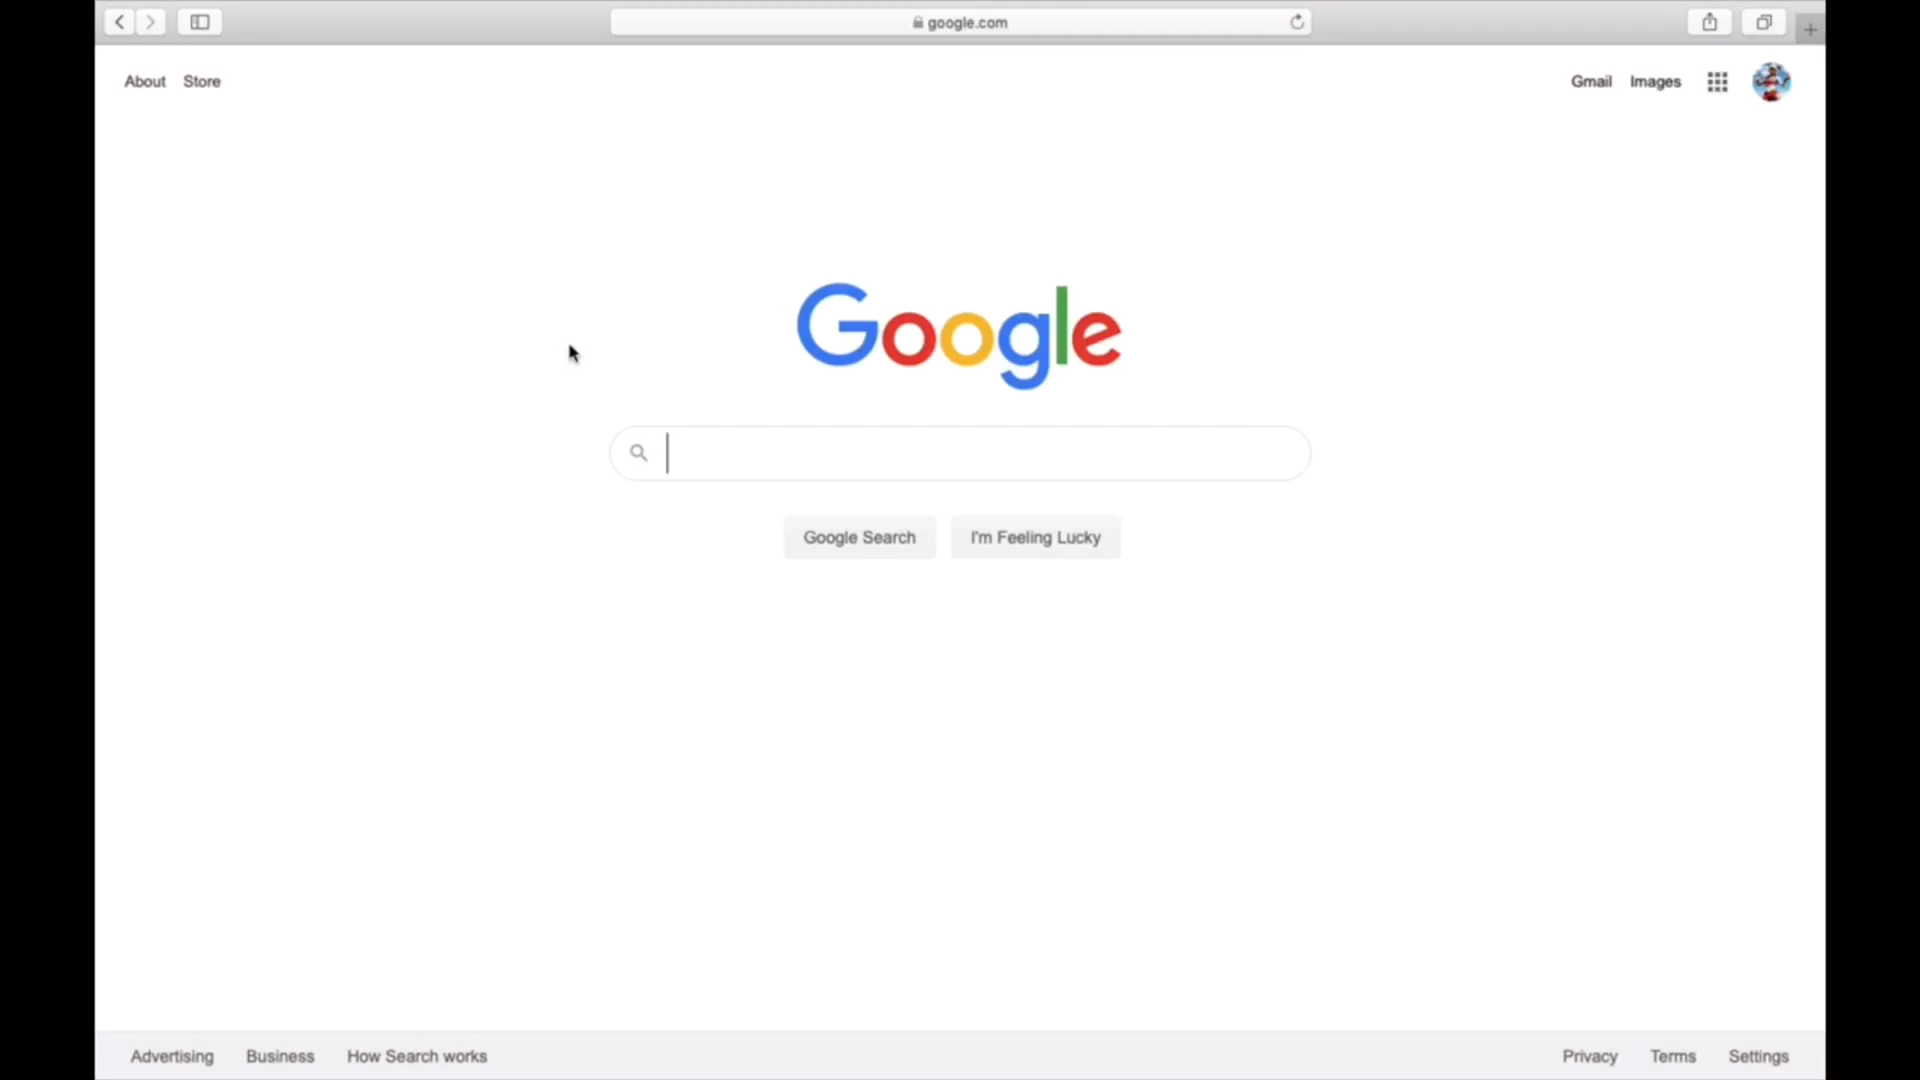 google.com
About Store
Gmail Images
Google
Google Search
I'm Feeling Lucky
Advertising Business How Search works
Privacy Terms Settings